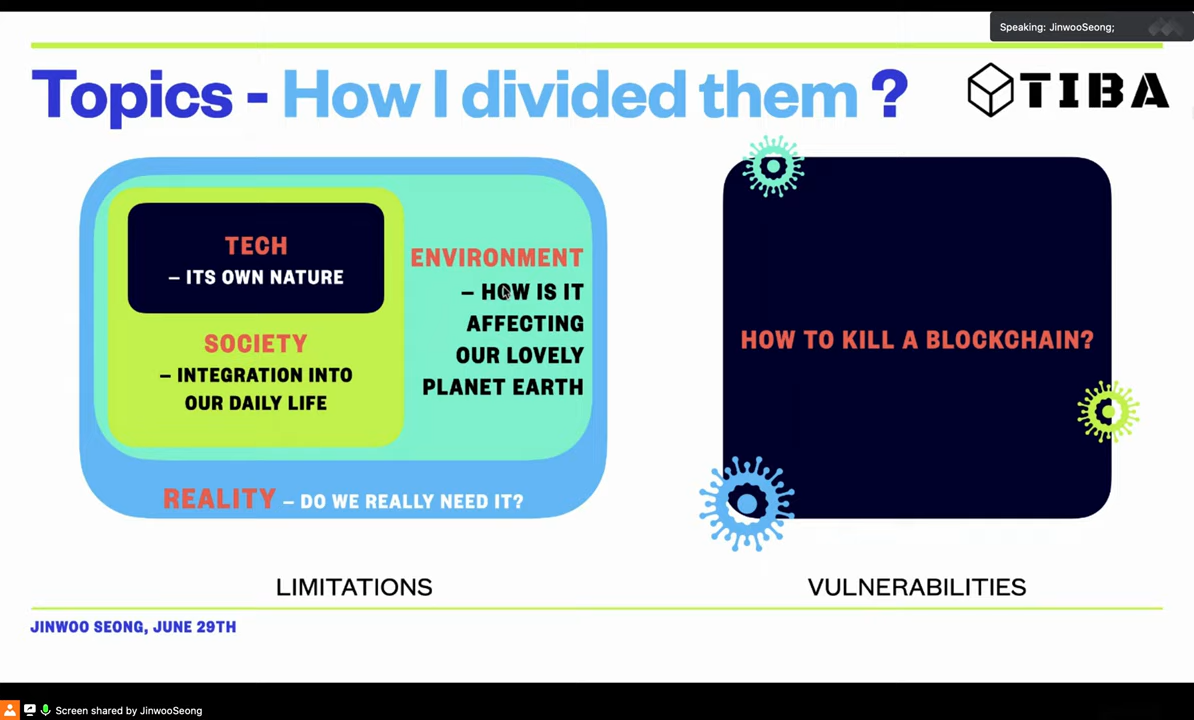 Speaking: JinwooSeong;
Topics - How I divided them ?
TIBA
TECH
– ITS OWN NATURE
SOCIETY
– INTEGRATION INTO
OUR DAILY LIFE
ENVIRONMENT
– HOW IS IT
AFFECTING
OUR LOVELY
PLANET EARTH
REALITY – DO WE REALLY NEED IT?
HOW TO KILL A BLOCKCHAIN?
LIMITATIONS
VULNERABILITIES
JINWOO SEONG, JUNE 29TH
Screen shared by JinwooSeong